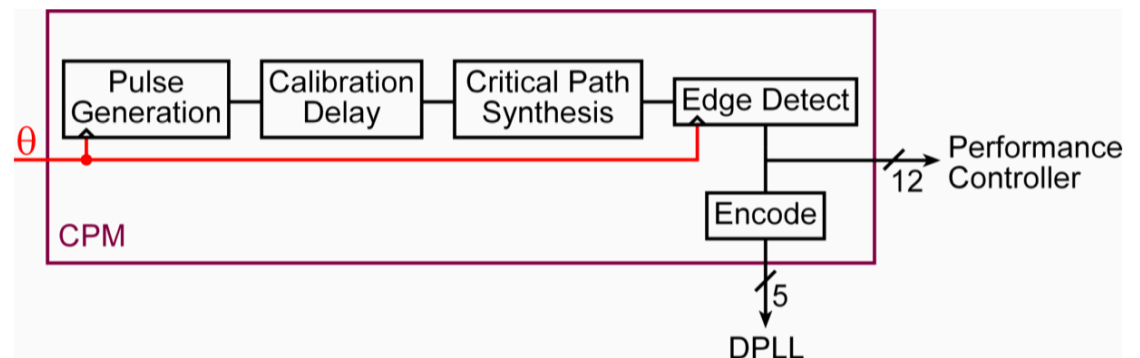 Pulse
Generation
Calibration
Delay
Critical Path
Synthesis
Edge Detect
θ
Performance
Controller
12
Encode
CPM
5
DPLL